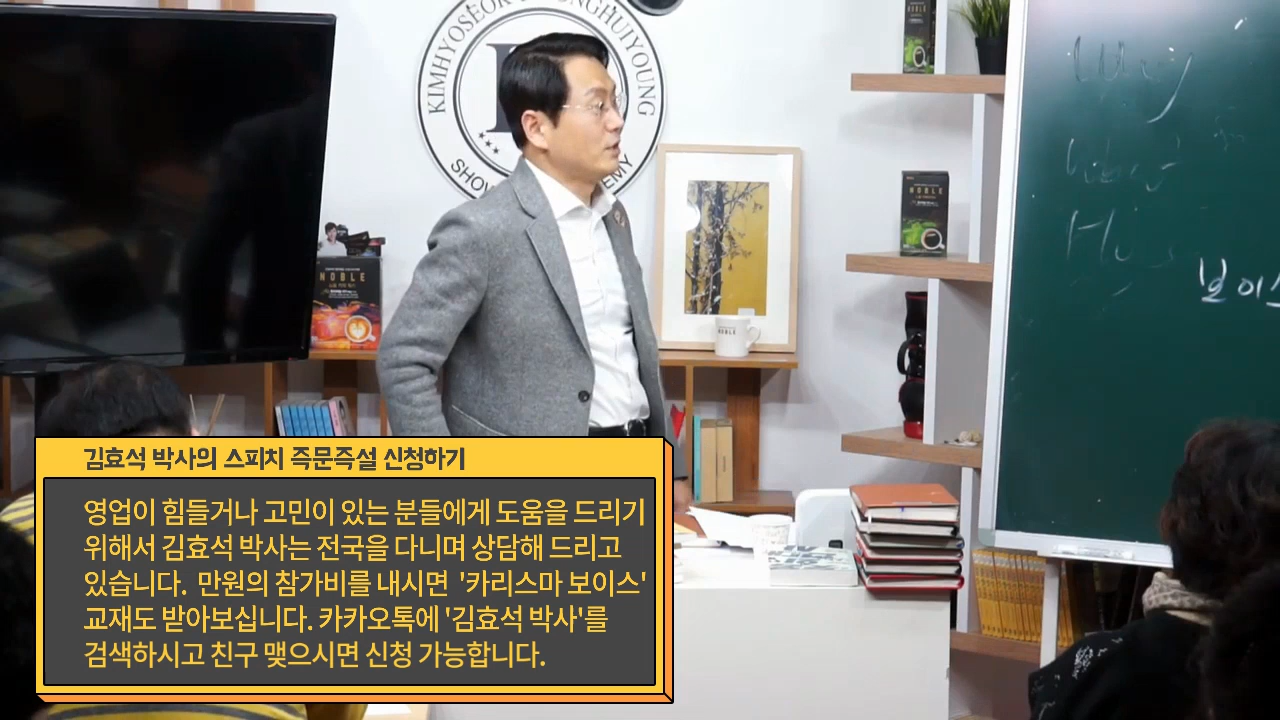 KIMHYOSEOK
HUIYOUNG
SHOW
EMY
NOBLE
NOBLE
NOBLE
Why
보이스
김효석 박사의 스피치 즉문즉설 신청하기
영업이 힘들거나 고민이 있는 분들에게 도움을 드리기
위해서 김효석 박사는 전국을 다니며 상담해 드리고
있습니다. 만원의 참가비를 내시면 '카리스마 보이스'
교재도 받아보십니다. 카카오톡에 '김효석 박사'를
검색하시고 친구 맺으시면 신청 가능합니다.